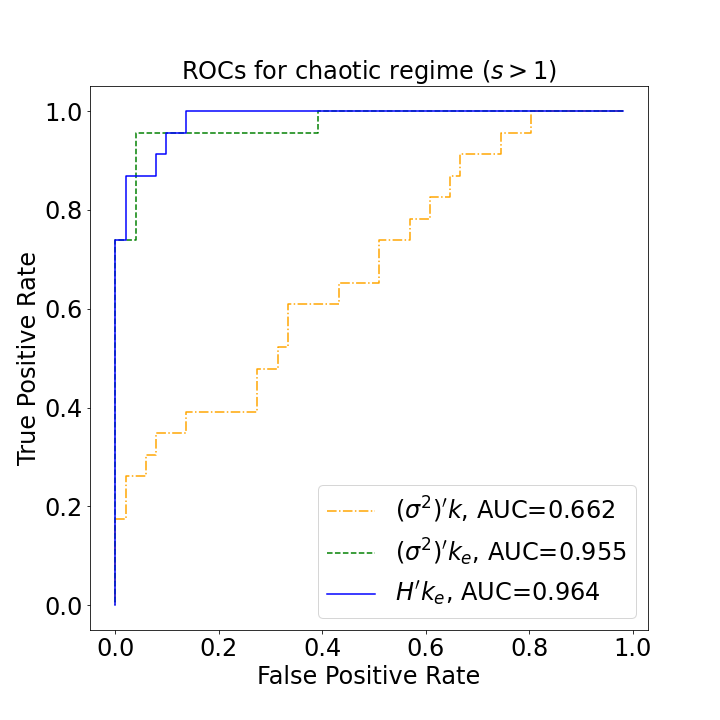 ROCs for chaotic regime (s > 1)
True Positive Rate
1.0
0.8
0.6
0.4
0.2
0.0
(σ²)′k, AUC=0.662
(σ²)′kₑ, AUC=0.955
H′kₑ, AUC=0.964
0.0 0.2 0.4 0.6 0.8 1.0
False Positive Rate